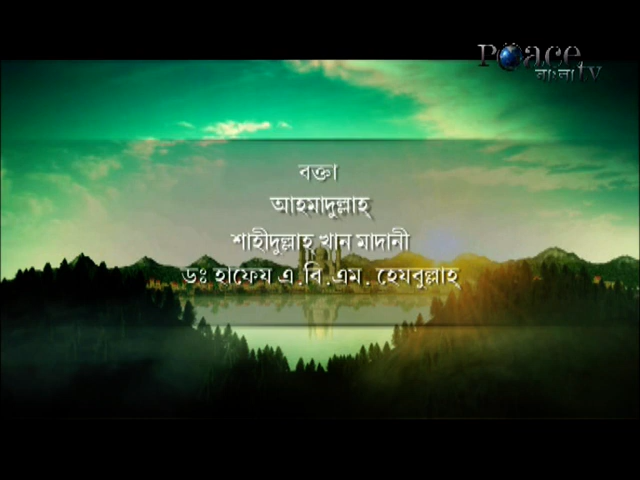 peace
বাংলা tv
বক্তা
আহমাদুল্লাহ্
শাহীদুল্লাহ্ খান মাদানী
ডঃ হাফেয এ.বি.এম. হেযবুল্লাহ্